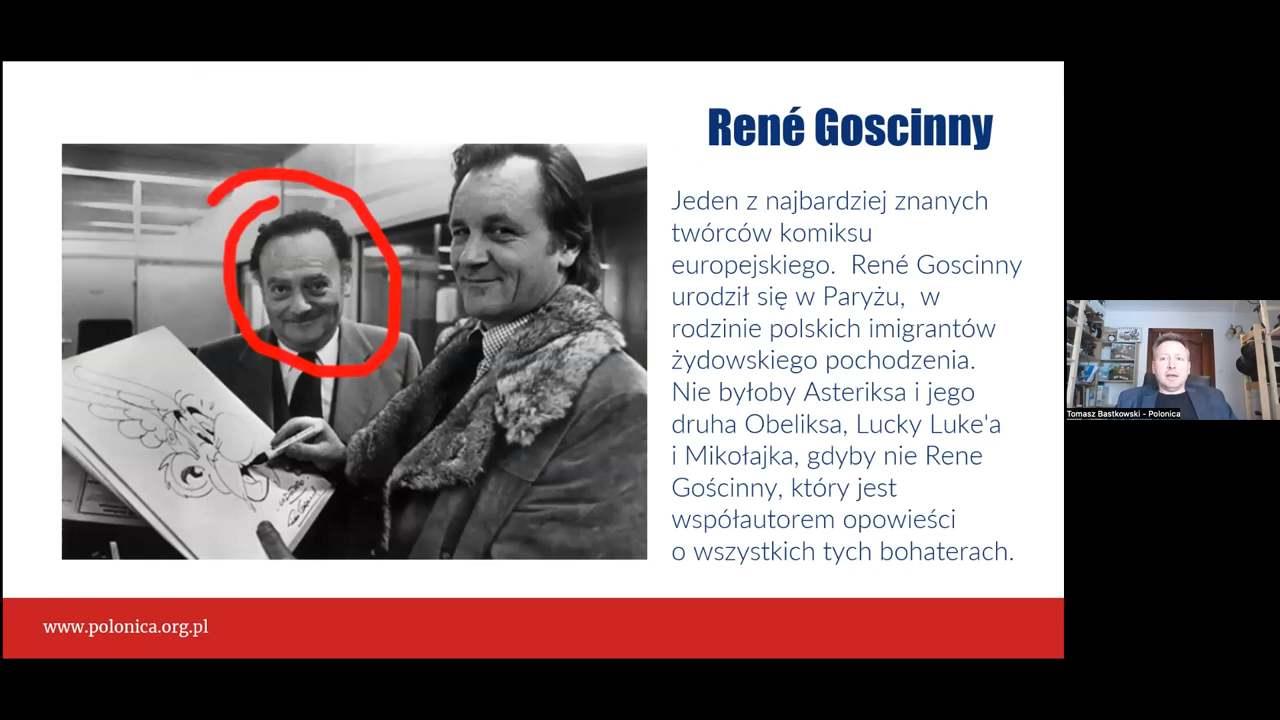 René Goscinny
Jeden z najbardziej znanych
twórców komiksu
europejskiego. René Goscinny
urodził się w Paryżu, w
rodzinie polskich imigrantów
żydowskiego pochodzenia.
Nie byłoby Asteriksa i jego
druha Obeliksa, Lucky Luke'a
i Mikołajka, gdyby nie Rene
Gościnny, który jest
współautorem opowieści
o wszystkich tych bohaterach.
www.polonica.org.pl
Tomasz Bastkowski - Polonica